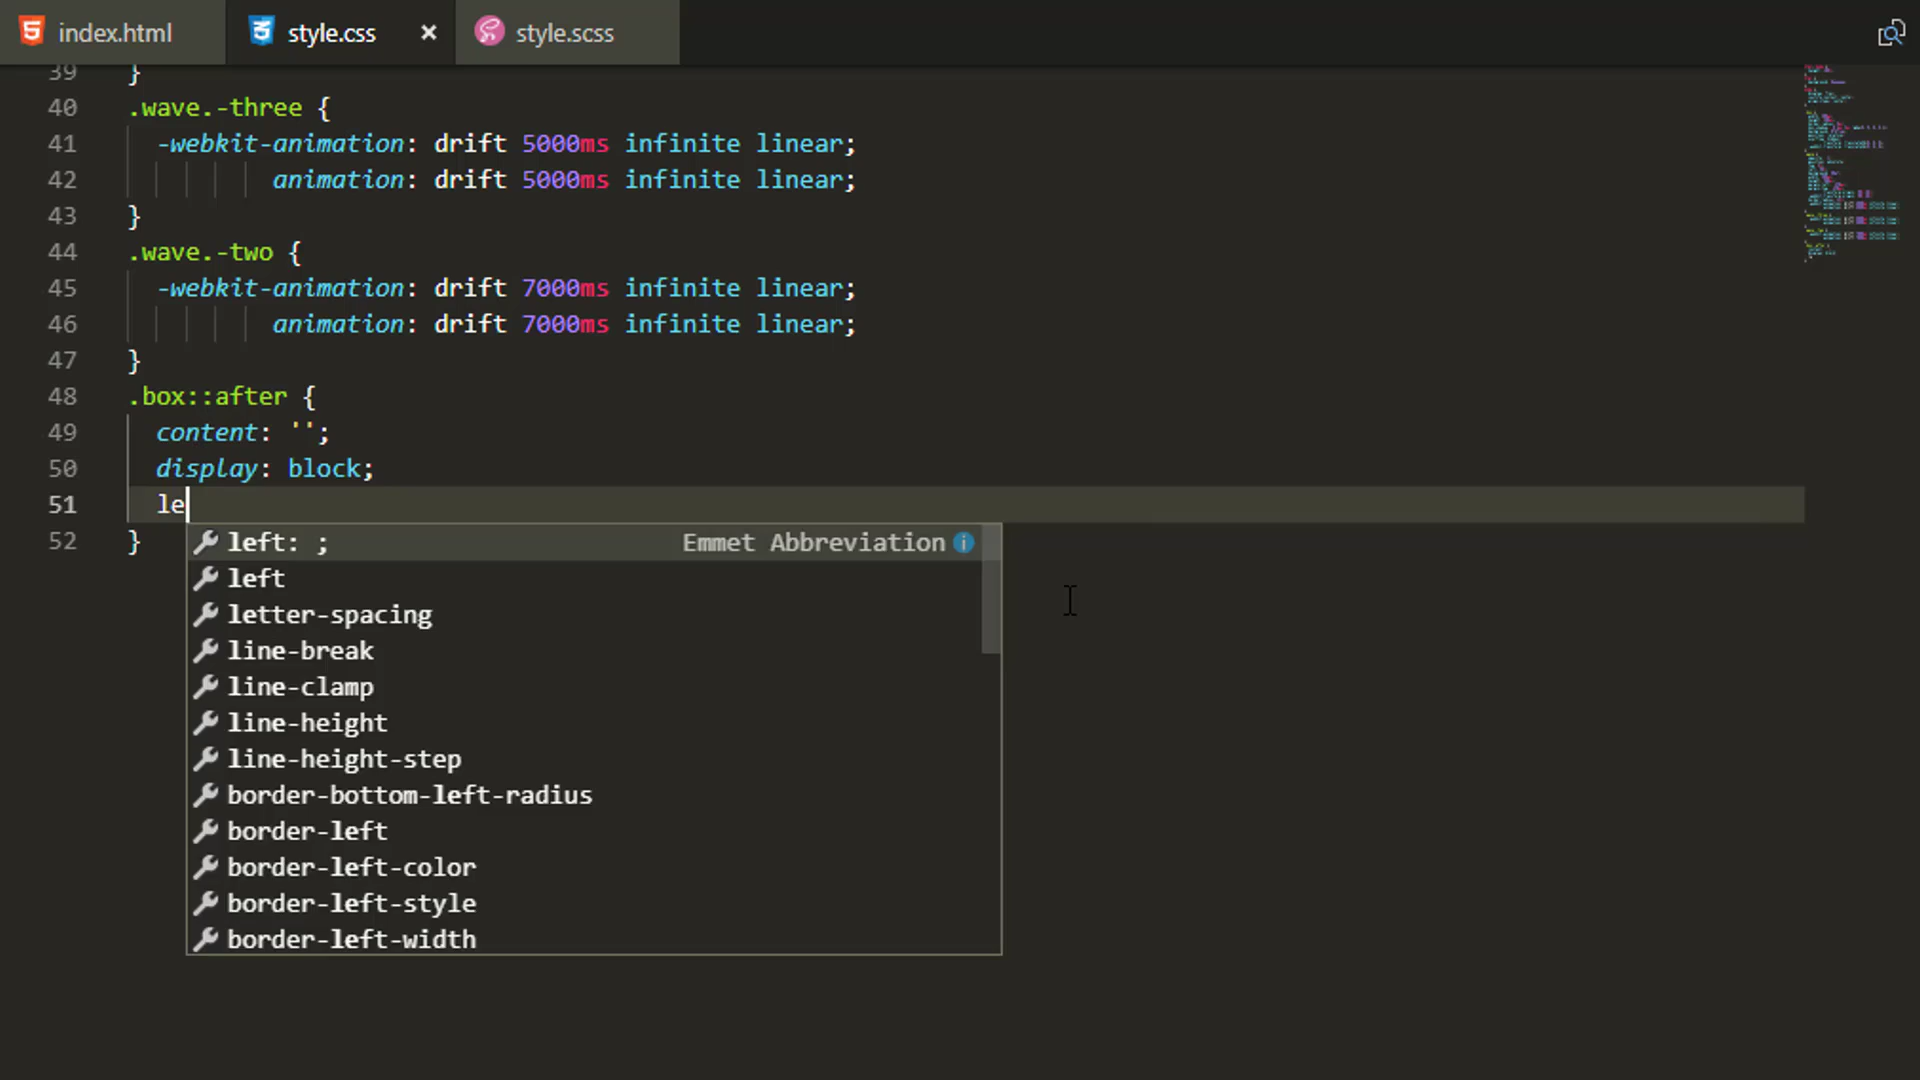 index.html style.css × style.scss
39 }
40 .wave.-three {
41 -webkit-animation: drift 5000ms infinite linear;
42 animation: drift 5000ms infinite linear;
43 }
44 .wave.-two {
45 -webkit-animation: drift 7000ms infinite linear;
46 animation: drift 7000ms infinite linear;
47 }
48 .box::after {
49 content: '';
50 display: block;
51 le
52 }
left: ; Emmet Abbreviation
left
letter-spacing
line-break
line-clamp
line-height
line-height-step
border-bottom-left-radius
border-left
border-left-color
border-left-style
border-left-width